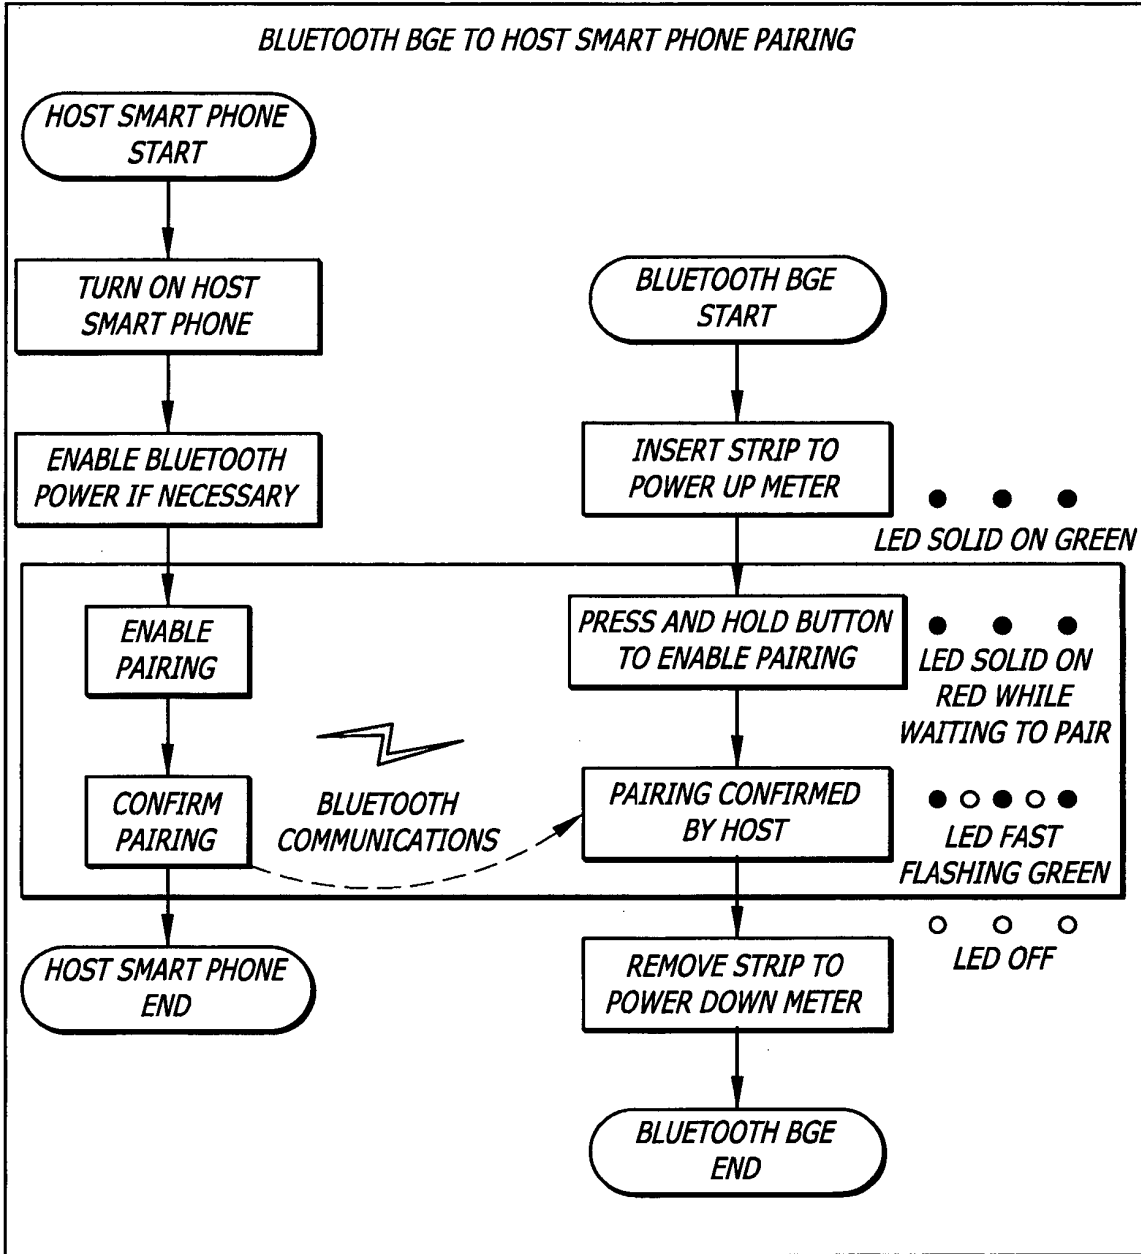 BLUETOOTH BGE TO HOST SMART PHONE PAIRING
HOST SMART PHONE
START
TURN ON HOST
SMART PHONE
ENABLE BLUETOOTH
POWER IF NECESSARY
ENABLE
PAIRING
CONFIRM
PAIRING
HOST SMART PHONE
END
BLUETOOTH
COMMUNICATIONS
BLUETOOTH BGE
START
INSERT STRIP TO
POWER UP METER
PRESS AND HOLD BUTTON
TO ENABLE PAIRING
PAIRING CONFIRMED
BY HOST
REMOVE STRIP TO
POWER DOWN METER
BLUETOOTH BGE
END
LED SOLID ON GREEN
LED SOLID ON
RED WHILE
WAITING TO PAIR
LED FAST
FLASHING GREEN
LED OFF